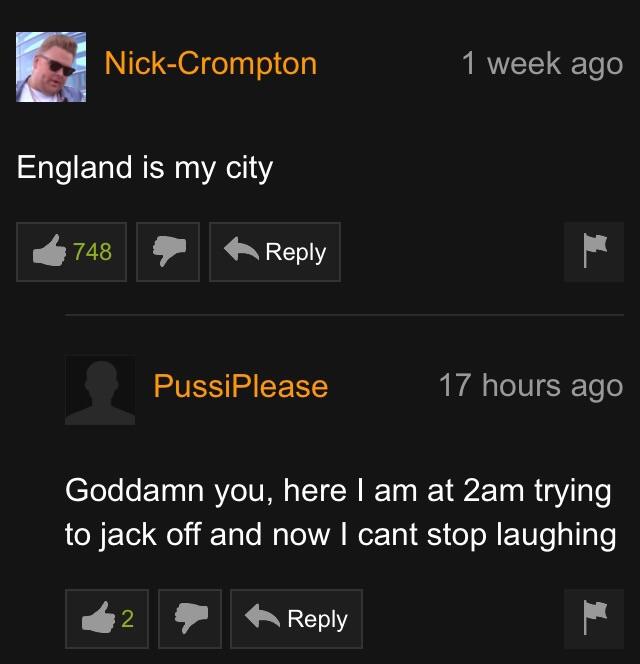 Nick-Crompton 1 week ago
England is my city
748 Reply
PussiPlease 17 hours ago
Goddamn you, here I am at 2am trying
to jack off and now I cant stop laughing
2 Reply